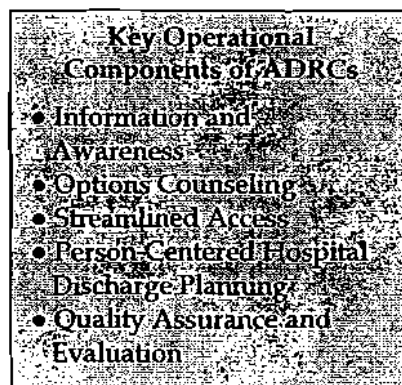 Key Operational
Components of ADRCs
• Information and
Awareness
• Options Counseling
• Streamlined Access
• Person-Centered Hospital
Discharge Planning
• Quality Assurance and
Evaluation